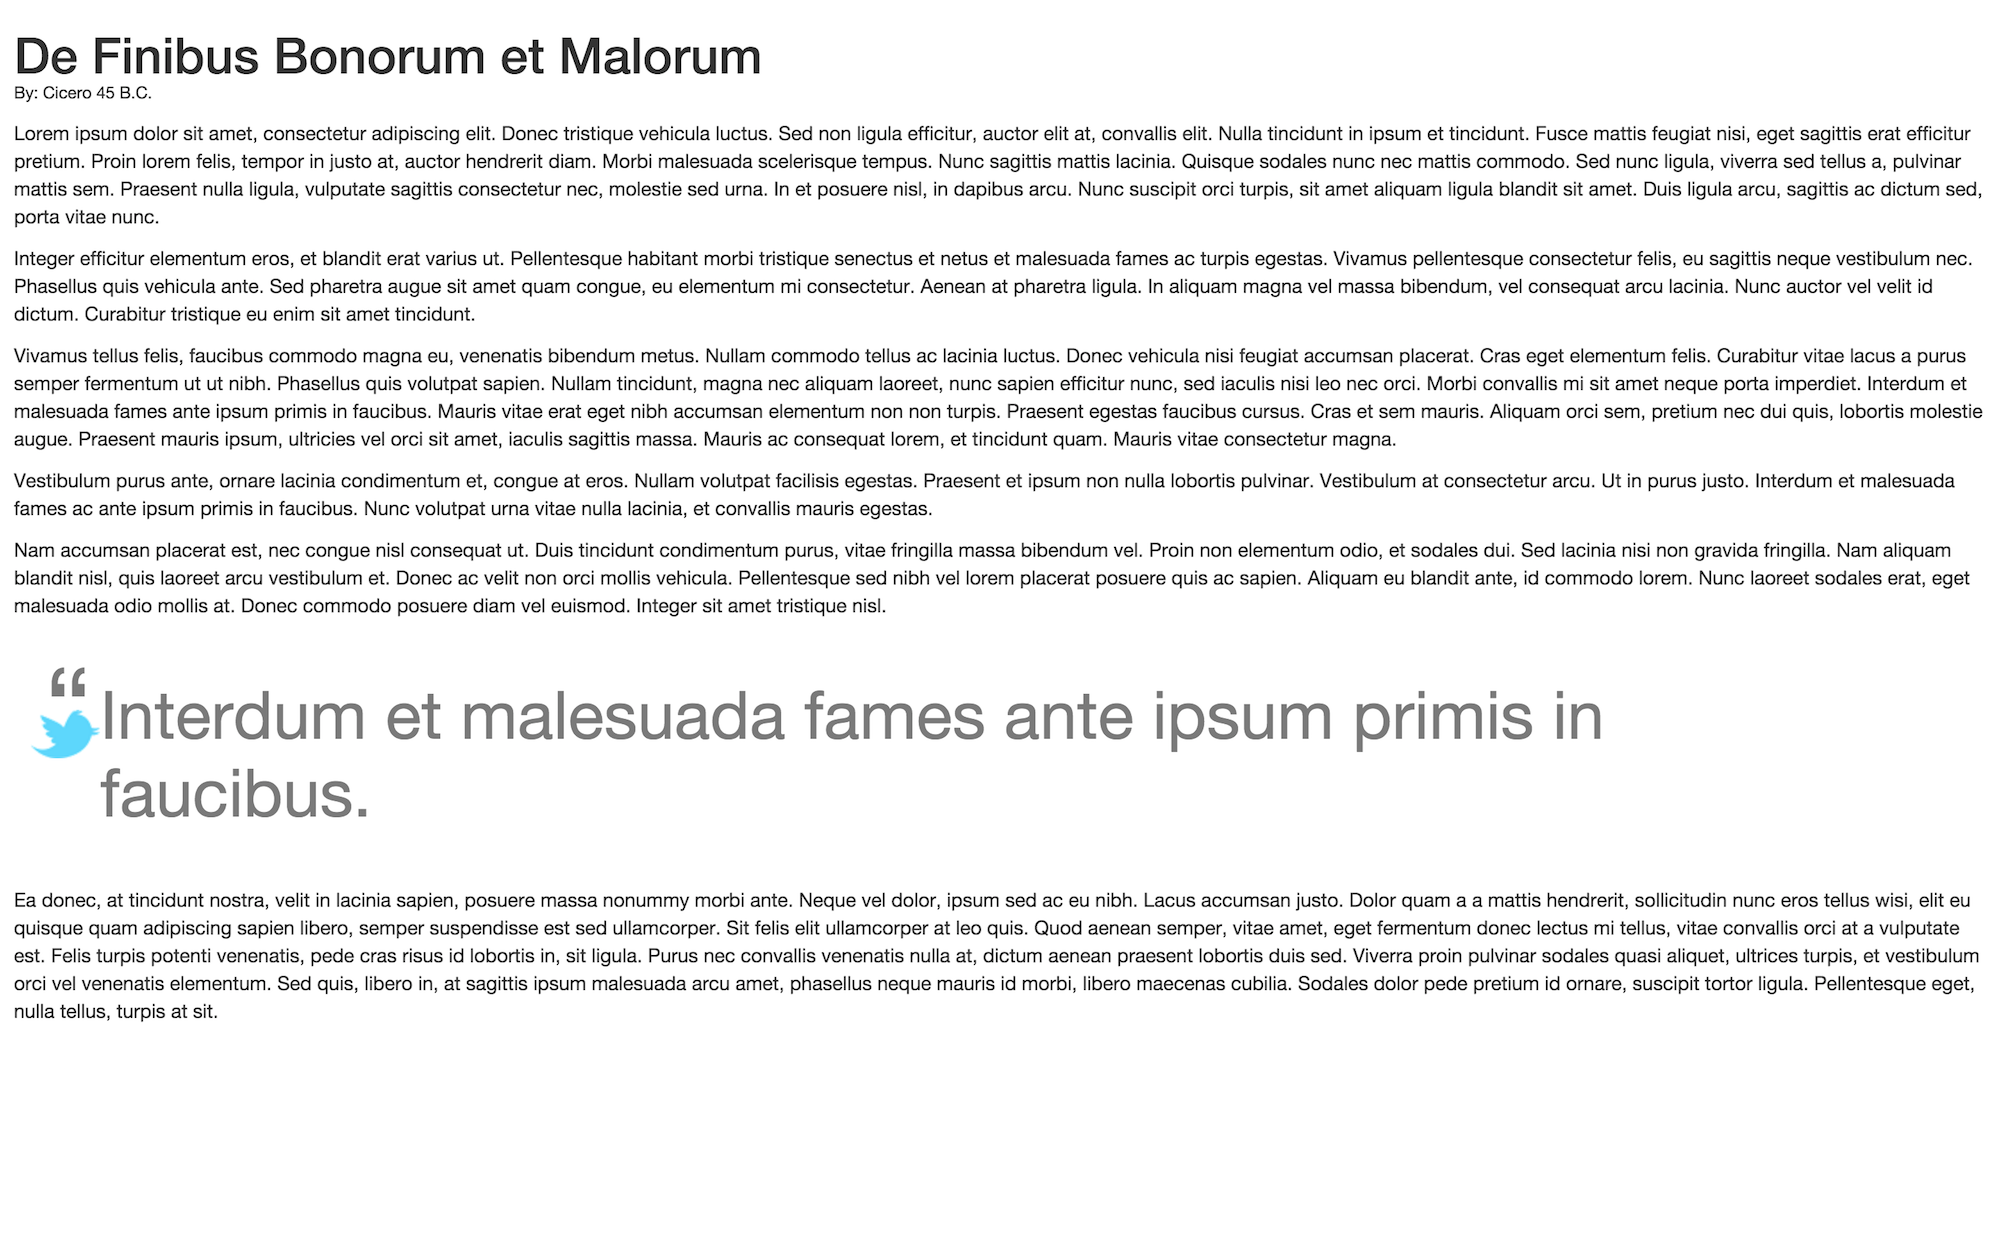 De Finibus Bonorum et Malorum
By: Cicero 45 B.C.
Lorem ipsum dolor sit amet, consectetur adipiscing elit. Donec tristique vehicula luctus. Sed non ligula efficitur, auctor elit at, convallis elit. Nulla tincidunt in ipsum et tincidunt. Fusce mattis feugiat nisi, eget sagittis erat efficitur
pretium. Proin lorem felis, tempor in justo at, auctor hendrerit diam. Morbi malesuada scelerisque tempus. Nunc sagittis mattis lacinia. Quisque sodales nunc nec mattis commodo. Sed nunc ligula, viverra sed tellus a, pulvinar
mattis sem. Praesent nulla ligula, vulputate sagittis consectetur nec, molestie sed urna. In et posuere nisl, in dapibus arcu. Nunc suscipit orci turpis, sit amet aliquam ligula blandit sit amet. Duis ligula arcu, sagittis ac dictum sed,
porta vitae nunc.
Integer efficitur elementum eros, et blandit erat varius ut. Pellentesque habitant morbi tristique senectus et netus et malesuada fames ac turpis egestas. Vivamus pellentesque consectetur felis, eu sagittis neque vestibulum nec.
Phasellus quis vehicula ante. Sed pharetra augue sit amet quam congue, eu elementum mi consectetur. Aenean at pharetra ligula. In aliquam magna vel massa bibendum, vel consequat arcu lacinia. Nunc auctor vel velit id
dictum. Curabitur tristique eu enim sit amet tincidunt.
Vivamus tellus felis, faucibus commodo magna eu, venenatis bibendum metus. Nullam commodo tellus ac lacinia luctus. Donec vehicula nisi feugiat accumsan placerat. Cras eget elementum felis. Curabitur vitae lacus a purus
semper fermentum ut ut nibh. Phasellus quis volutpat sapien. Nullam tincidunt, magna nec aliquam laoreet, nunc sapien efficitur nunc, sed iaculis nisi leo nec orci. Morbi convallis mi sit amet neque porta imperdiet. Interdum et
malesuada fames ante ipsum primis in faucibus. Mauris vitae erat eget nibh accumsan elementum non non turpis. Praesent egestas faucibus cursus. Cras et sem mauris. Aliquam orci sem, pretium nec dui quis, lobortis molestie
augue. Praesent mauris ipsum, ultricies vel orci sit amet, iaculis sagittis massa. Mauris ac consequat lorem, et tincidunt quam. Mauris vitae consectetur magna.
Vestibulum purus ante, ornare lacinia condimentum et, congue at eros. Nullam volutpat facilisis egestas. Praesent et ipsum non nulla lobortis pulvinar. Vestibulum at consectetur arcu. Ut in purus justo. Interdum et malesuada
fames ac ante ipsum primis in faucibus. Nunc volutpat urna vitae nulla lacinia, et convallis mauris egestas.
Nam accumsan placerat est, nec congue nisl consequat ut. Duis tincidunt condimentum purus, vitae fringilla massa bibendum vel. Proin non elementum odio, et sodales dui. Sed lacinia nisi non gravida fringilla. Nam aliquam
blandit nisl, quis laoreet arcu vestibulum et. Donec ac velit non orci mollis vehicula. Pellentesque sed nibh vel lorem placerat posuere quis ac sapien. Aliquam eu blandit ante, id commodo lorem. Nunc laoreet sodales erat, eget
malesuada odio mollis at. Donec commodo posuere diam vel euismod. Integer sit amet tristique nisl.
“Interdum et malesuada fames ante ipsum primis in
faucibus.
Ea donec, at tincidunt nostra, velit in lacinia sapien, posuere massa nonummy morbi ante. Neque vel dolor, ipsum sed ac eu nibh. Lacus accumsan justo. Dolor quam a a mattis hendrerit, sollicitudin nunc eros tellus wisi, elit eu
quisque quam adipiscing sapien libero, semper suspendisse est sed ullamcorper. Sit felis elit ullamcorper at leo quis. Quod aenean semper, vitae amet, eget fermentum donec lectus mi tellus, vitae convallis orci at a vulputate
est. Felis turpis potenti venenatis, pede cras risus id lobortis in, sit ligula. Purus nec convallis venenatis nulla at, dictum aenean praesent lobortis duis sed. Viverra proin pulvinar sodales quasi aliquet, ultrices turpis, et vestibulum
orci vel venenatis elementum. Sed quis, libero in, at sagittis ipsum malesuada arcu amet, phasellus neque mauris id morbi, libero maecenas cubilia. Sodales dolor pede pretium id ornare, suscipit tortor ligula. Pellentesque eget,
nulla tellus, turpis at sit.